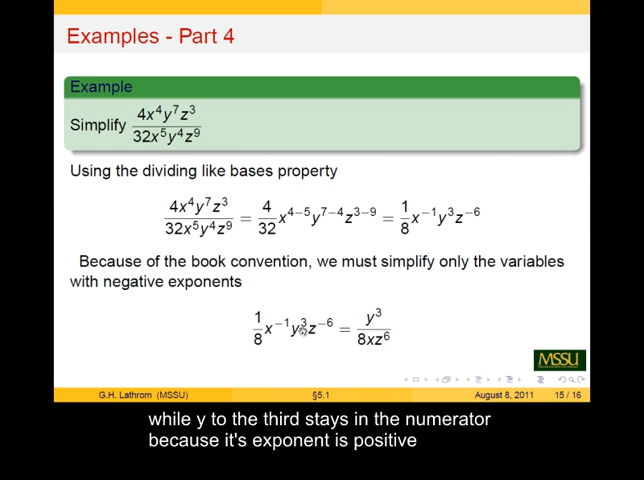 Examples - Part 4
Example
Simplify 4x⁴y⁷z³ / 32x⁵y⁴z⁹
Using the dividing like bases property
4x⁴y⁷z³ / 32x⁵y⁴z⁹ = 4/32 x⁴⁻⁵y⁷⁻⁴z³⁻⁹ = 1/8 x⁻¹y³z⁻⁶
Because of the book convention, we must simplify only the variables
with negative exponents
1/8 x⁻¹y³z⁻⁶ = y³ / 8xz⁶
MSSU
G.H. Lathrom (MSSU) §5.1 August 8, 2011 15 / 16
while y to the third stays in the numerator
because it's exponent is positive